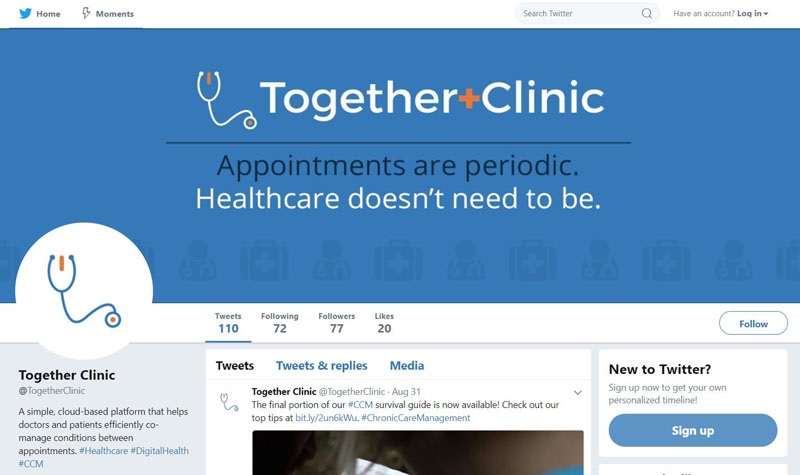 Home
Moments
Search Twitter
Have an account? Log in
Together+Clinic
Appointments are periodic.
Healthcare doesn't need to be.
Tweets
110
Following
72
Followers
77
Likes
20
Follow
Together Clinic
@TogetherClinic
A simple, cloud-based platform that helps
doctors and patients efficiently co-
manage conditions between
appointments. #Healthcare #DigitalHealth
#CCM
Tweets
Tweets & replies
Media
Together Clinic @TogetherClinic · Aug 31
The final portion of our #CCM survival guide is now available! Check out our
top tips at bit.ly/2un6kWu. #ChronicCareManagement
New to Twitter?
Sign up now to get your own
personalized timeline!
Sign up